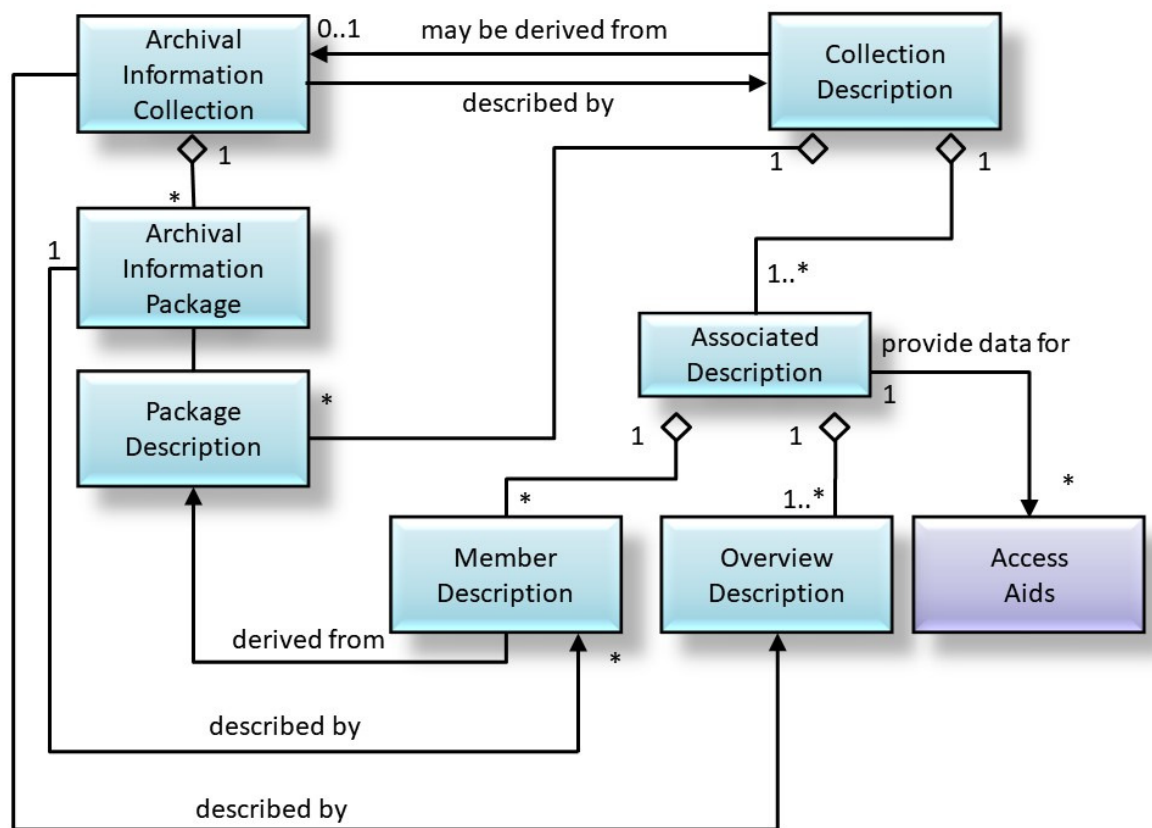 Archival
Information
Collection
0..1
may be derived from
described by
Collection
Description
1
*
1
1
Archival
Information
Package
1
1..*
Associated
Description
provide data for
1
Package
Description
*
1
1
*
1..*
*
Member
Description
Overview
Description
Access
Aids
derived from
*
described by
described by